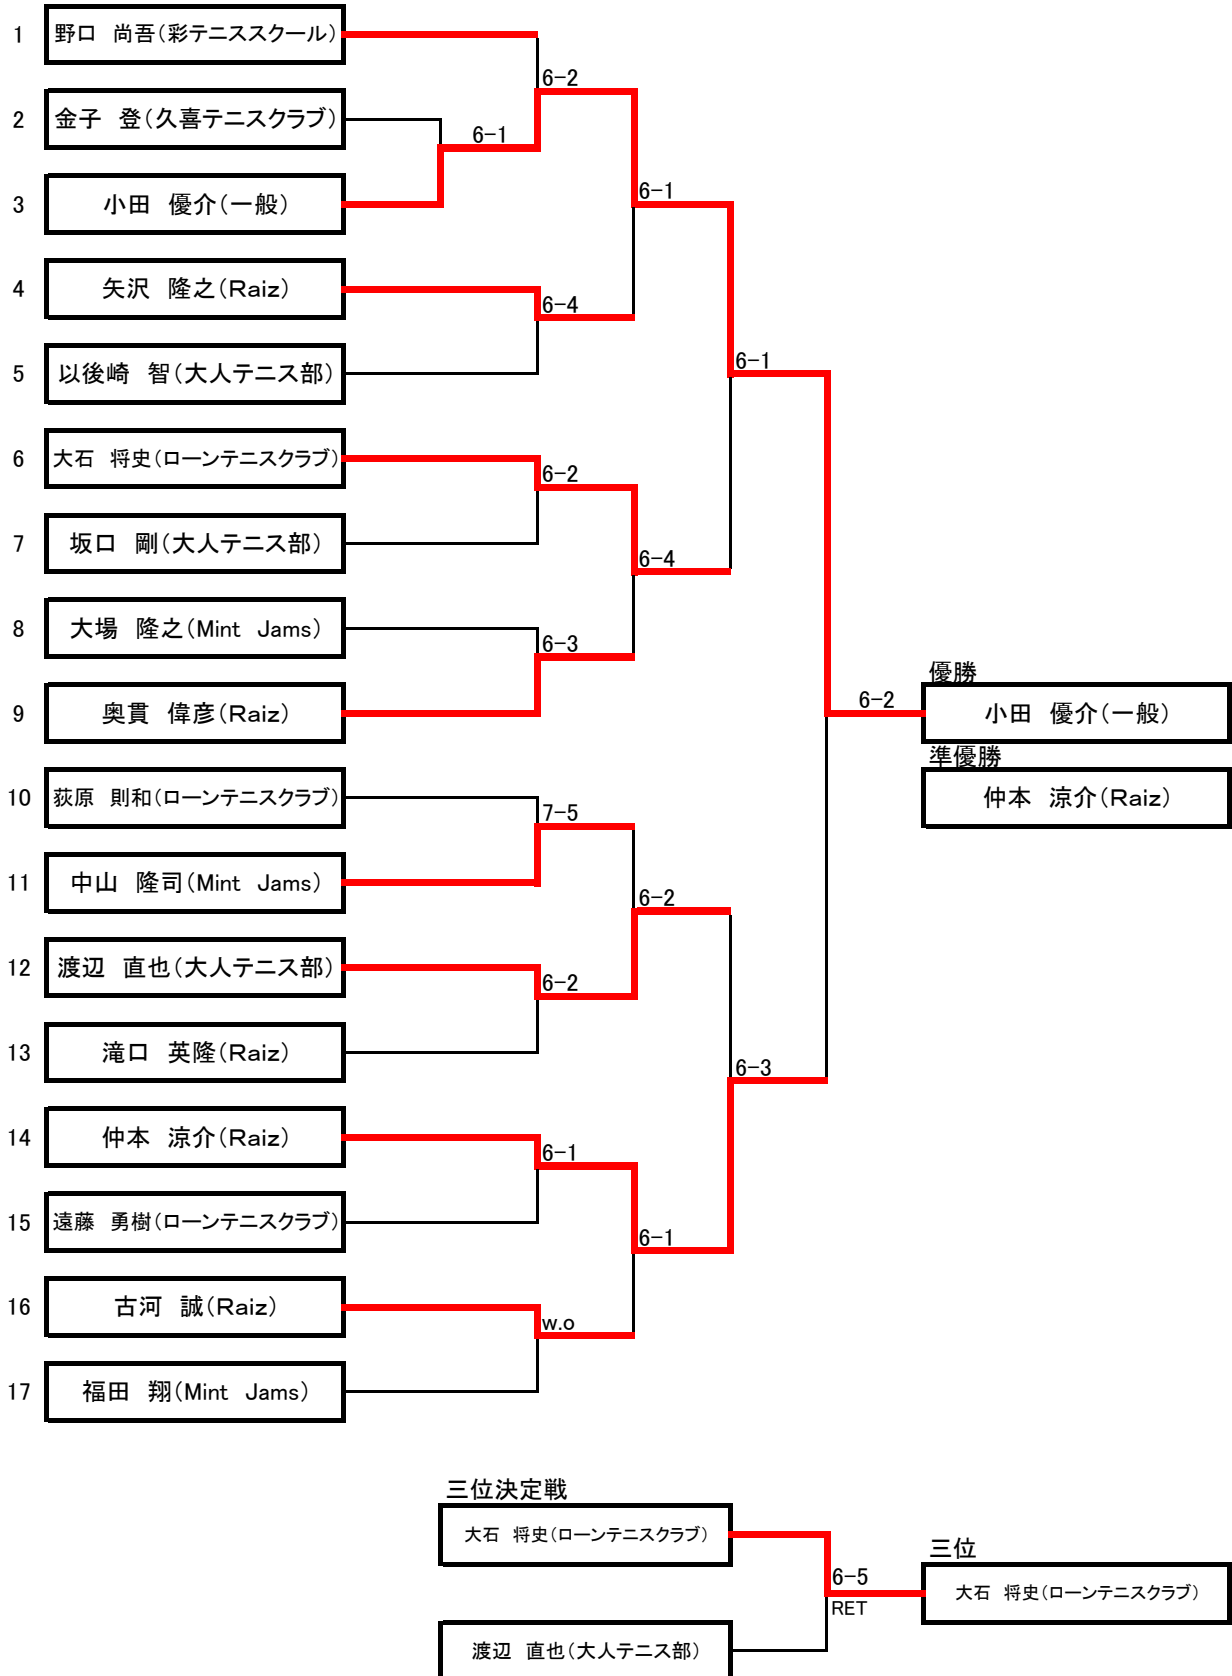 1 野口　尚吾(彩テニススクール)
6-2
2 金子　登(久喜テニスクラブ)
6-1
3 小田　優介(一般)
6-1
4 矢沢　隆之(Raiz)
6-4
5 以後崎　智(大人テニス部)
6-1
6 大石　将史(ローンテニスクラブ)
6-2
7 坂口　剛(大人テニス部)
6-4
8 大場　隆之(Mint　Jams)
6-3
9 奥貫　偉彦(Raiz)
6-2
優勝
小田　優介(一般)
準優勝
仲本　涼介(Raiz)
10 荻原　則和(ローンテニスクラブ)
7-5
11 中山　隆司(Mint　Jams)
6-2
12 渡辺　直也(大人テニス部)
6-2
13 滝口　英隆(Raiz)
6-3
14 仲本　涼介(Raiz)
6-1
15 遠藤　勇樹(ローンテニスクラブ)
6-1
16 古河　誠(Raiz)
w.o
17 福田　翔(Mint　Jams)
三位決定戦
大石　将史(ローンテニスクラブ)
6-5
RET
三位
大石　将史(ローンテニスクラブ)
渡辺　直也(大人テニス部)